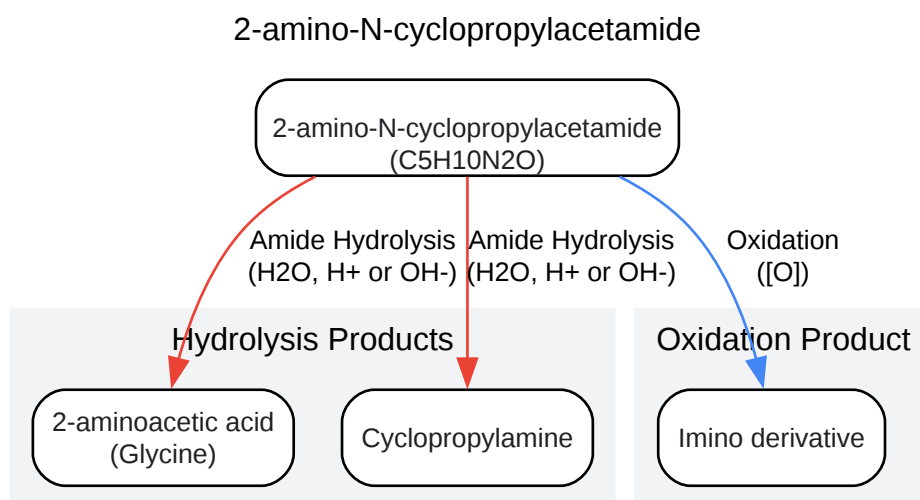 2-amino-N-cyclopropylacetamide
2-amino-N-cyclopropylacetamide
(C5H10N2O)
Amide Hydrolysis
(H2O, H+ or OH-)
Amide Hydrolysis
(H2O, H+ or OH-)
Oxidation
([O])
Hydrolysis Products
Oxidation Product
2-aminoacetic acid
(Glycine)
Cyclopropylamine
Imino derivative